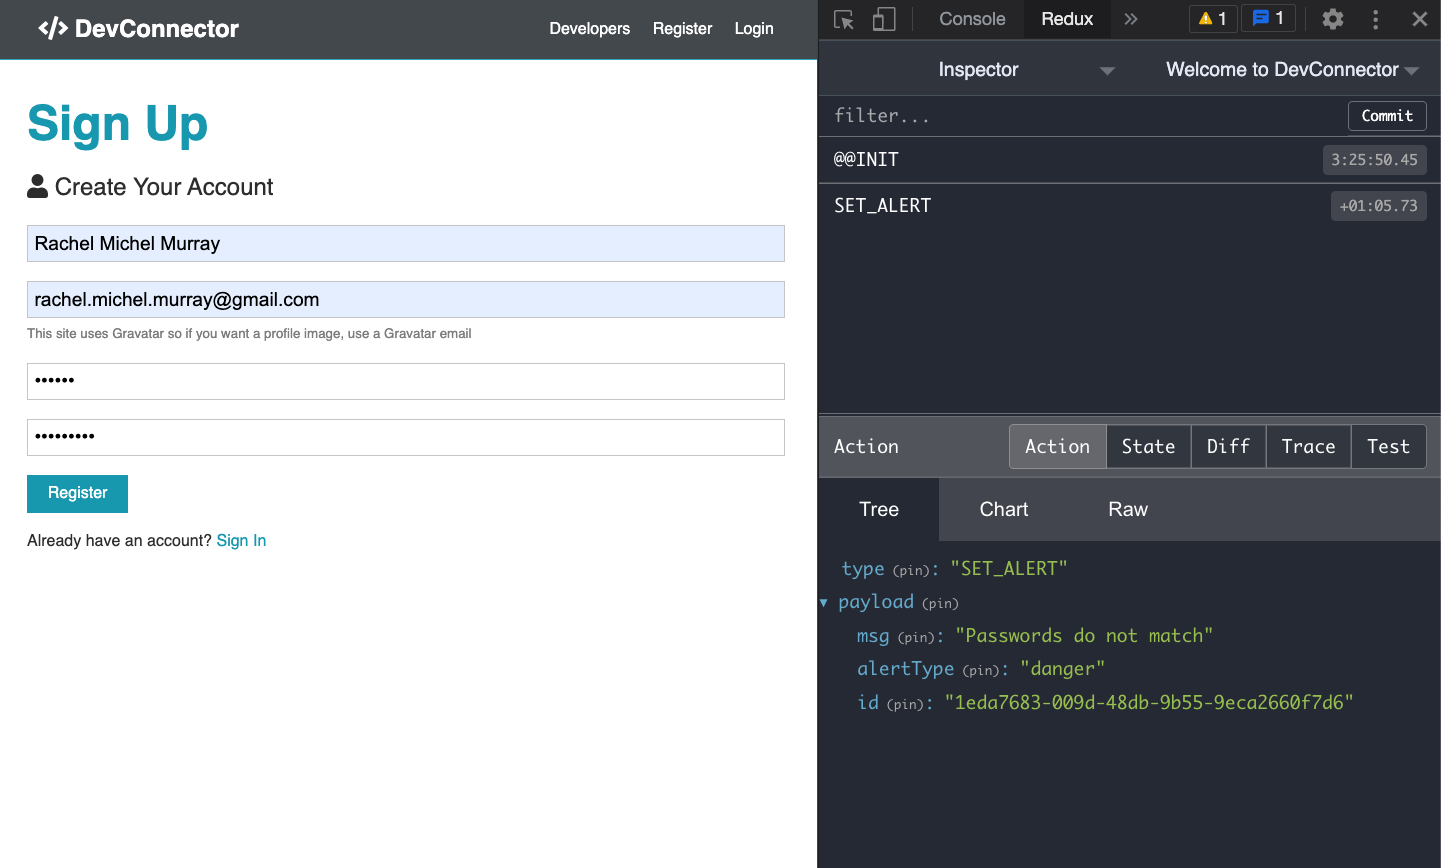 </> DevConnector
Developers Register Login
Sign Up
Create Your Account
Rachel Michel Murray
rachel.michel.murray@gmail.com
This site uses Gravatar so if you want a profile image, use a Gravatar email
••••••
•••••••••
Register
Already have an account? Sign In
Console Redux » 1 1
Inspector Welcome to DevConnector
filter... Commit
@@INIT 3:25:50.45
SET_ALERT +01:05.73
Action Action State Diff Trace Test
Tree Chart Raw
type (pin): "SET_ALERT"
payload (pin)
msg (pin): "Passwords do not match"
alertType (pin): "danger"
id (pin): "1eda7683-009d-48db-9b55-9eca2660f7d6"